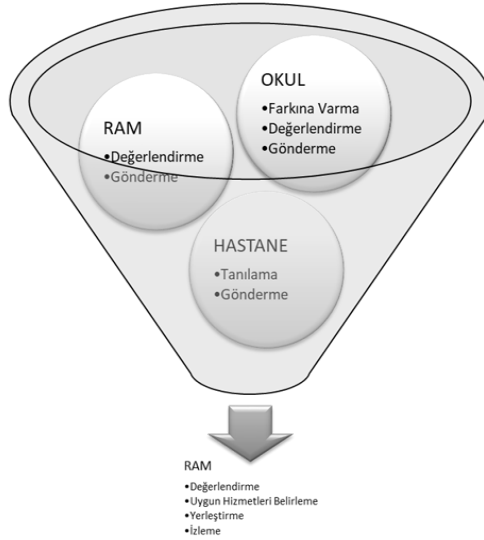 OKUL
•Farkına Varma
•Değerlendirme
•Gönderme
RAM
•Değerlendirme
•Gönderme
HASTANE
•Tanılama
•Gönderme
RAM
•Değerlendirme
•Uygun Hizmetleri Belirleme
•Yerleştirme
•İzleme